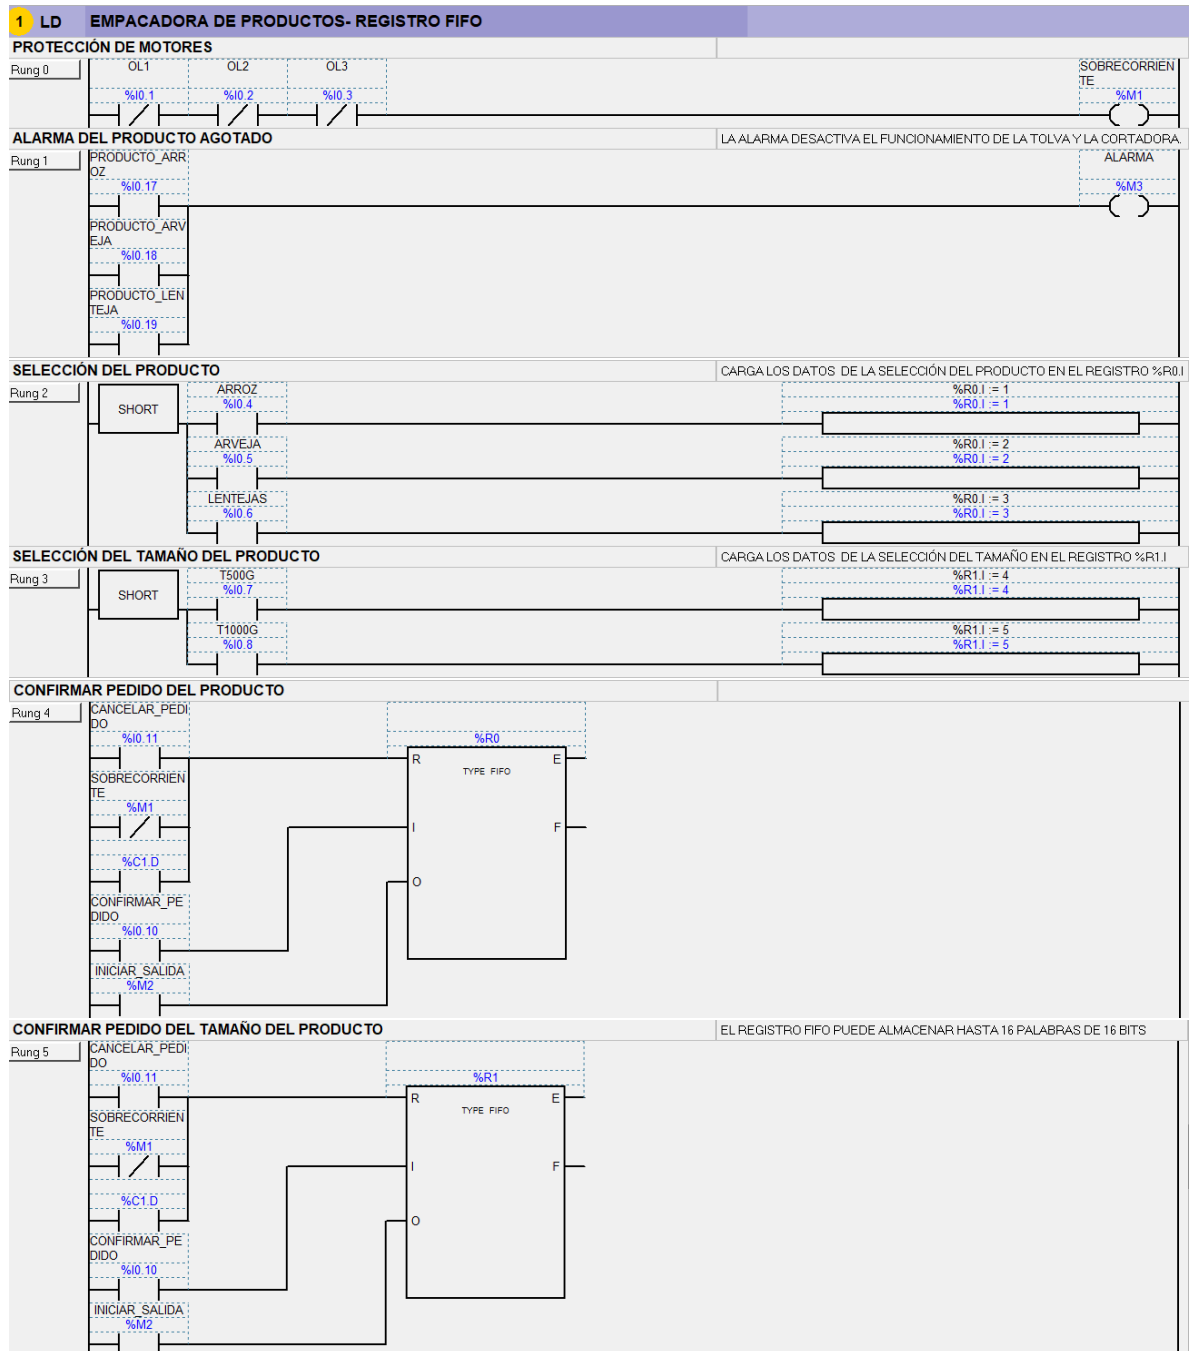 1 LD EMPACADORA DE PRODUCTOS- REGISTRO FIFO
PROTECCIÓN DE MOTORES
Rung 0
OL1 OL2 OL3
SOBRECORRIEN
TE
%I0.1 %I0.2 %I0.3 %M1
ALARMA DEL PRODUCTO AGOTADO
LA ALARMA DESACTIVA EL FUNCIONAMIENTO DE LA TOLVA Y LA CORTADORA.
Rung 1
PRODUCTO_ARR
OZ
ALARMA
%I0.17 %M3
PRODUCTO_ARV
EJA
%I0.18
PRODUCTO_LEN
TEJA
%I0.19
SELECCIÓN DEL PRODUCTO
CARGA LOS DATOS DE LA SELECCIÓN DEL PRODUCTO EN EL REGISTRO %R0.I
Rung 2
SHORT
ARROZ %R0.I := 1
%I0.4 %R0.I := 1
ARVEJA %R0.I := 2
%I0.5 %R0.I := 2
LENTEJAS %R0.I := 3
%I0.6 %R0.I := 3
SELECCIÓN DEL TAMAÑO DEL PRODUCTO
CARGA LOS DATOS DE LA SELECCIÓN DEL TAMAÑO EN EL REGISTRO %R1.I
Rung 3
SHORT
T500G %R1.I := 4
%I0.7 %R1.I := 4
T1000G %R1.I := 5
%I0.8 %R1.I := 5
CONFIRMAR PEDIDO DEL PRODUCTO
Rung 4
CANCELAR_PEDI
DO
%I0.11 %R0
R TYPE FIFO E
SOBRECORRIEN
TE
%M1
I F
%C1.D
O
CONFIRMAR_PE
DIDO
%I0.10
INICIAR_SALIDA
%M2
CONFIRMAR PEDIDO DEL TAMAÑO DEL PRODUCTO
EL REGISTRO FIFO PUEDE ALMACENAR HASTA 16 PALABRAS DE 16 BITS
Rung 5
CANCELAR_PEDI
DO
%I0.11 %R1
R TYPE FIFO E
SOBRECORRIEN
TE
%M1
I F
%C1.D
O
CONFIRMAR_PE
DIDO
%I0.10
INICIAR_SALIDA
%M2